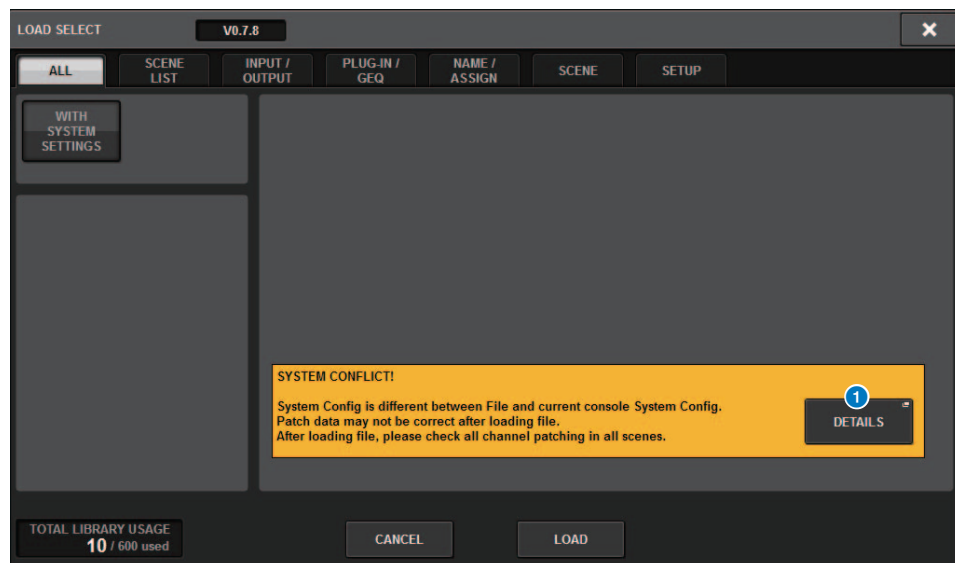 LOAD SELECT V0.7.8
ALL SCENE LIST INPUT / OUTPUT PLUG-IN / GEQ NAME / ASSIGN SCENE SETUP
WITH
SYSTEM
SETTINGS
SYSTEM CONFLICT!
System Config is different between File and current console System Config.
Patch data may not be correct after loading file.
After loading file, please check all channel patching in all scenes.
1
DETAILS
TOTAL LIBRARY USAGE
10 / 600 used
CANCEL LOAD